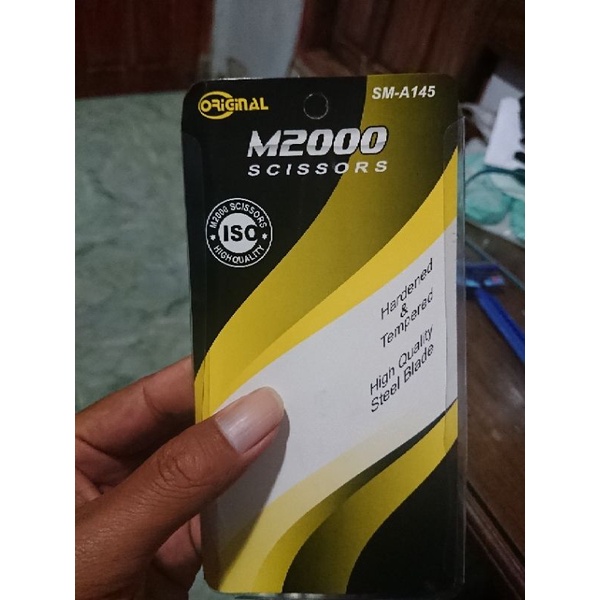 ORIGINAL
SM-A145
M2000
SCISSORS
M2000 SCISSORS
ISO
HIGH QUALITY
Hardened
&
Tempered
High Quality
Steel Blade